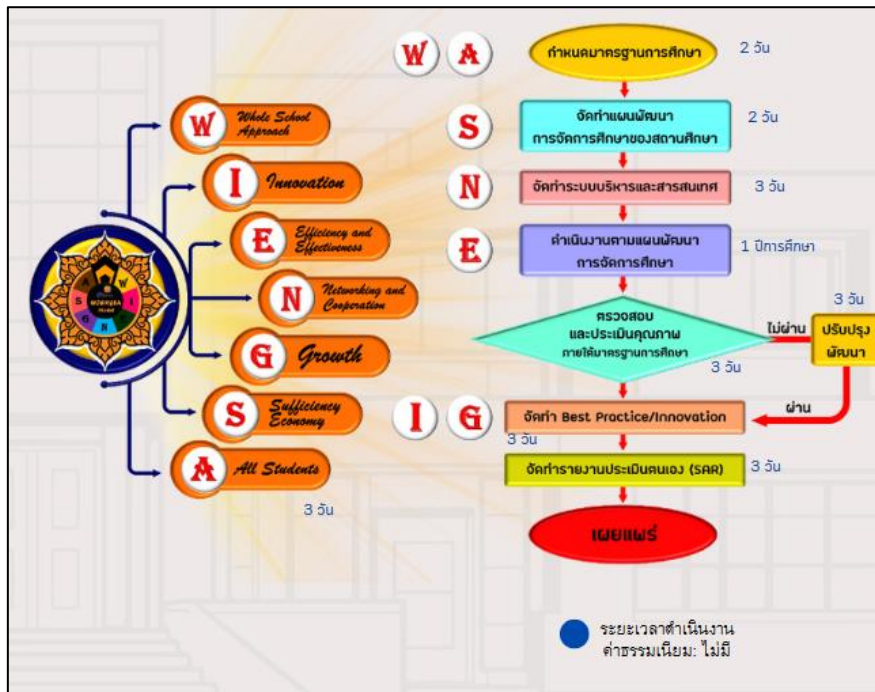 W A
กำหนดมาตรฐานการศึกษา
2 วัน
W
Whole School
Approach
S
จัดทำแผนพัฒนา
การจัดการศึกษาของสถานศึกษา
2 วัน
I
Innovation
N
จัดทำระบบบริหารและสารสนเทศ
3 วัน
E
Efficiency and
Effectiveness
E
ดำเนินงานตามแผนพัฒนา
การจัดการศึกษา
1 ปีการศึกษา
N
Networking and
Cooperation
ตรวจสอบ
และประเมินคุณภาพ
ภายใต้มาตรฐานการศึกษา
3 วัน
ไม่ผ่าน
3 วัน
ปรับปรุง
พัฒนา
ผ่าน
G
Growth
S
Sufficiency
Economy
I G
จัดทำ Best Practice/Innovation
3 วัน
A
All Students
3 วัน
จัดทำรายงานประเมินตนเอง (SAR)
3 วัน
เผยแพร่
A W
S I
G N E
ระยะเวลาดำเนินงาน
ค่าธรรมเนียม: ไม่มี